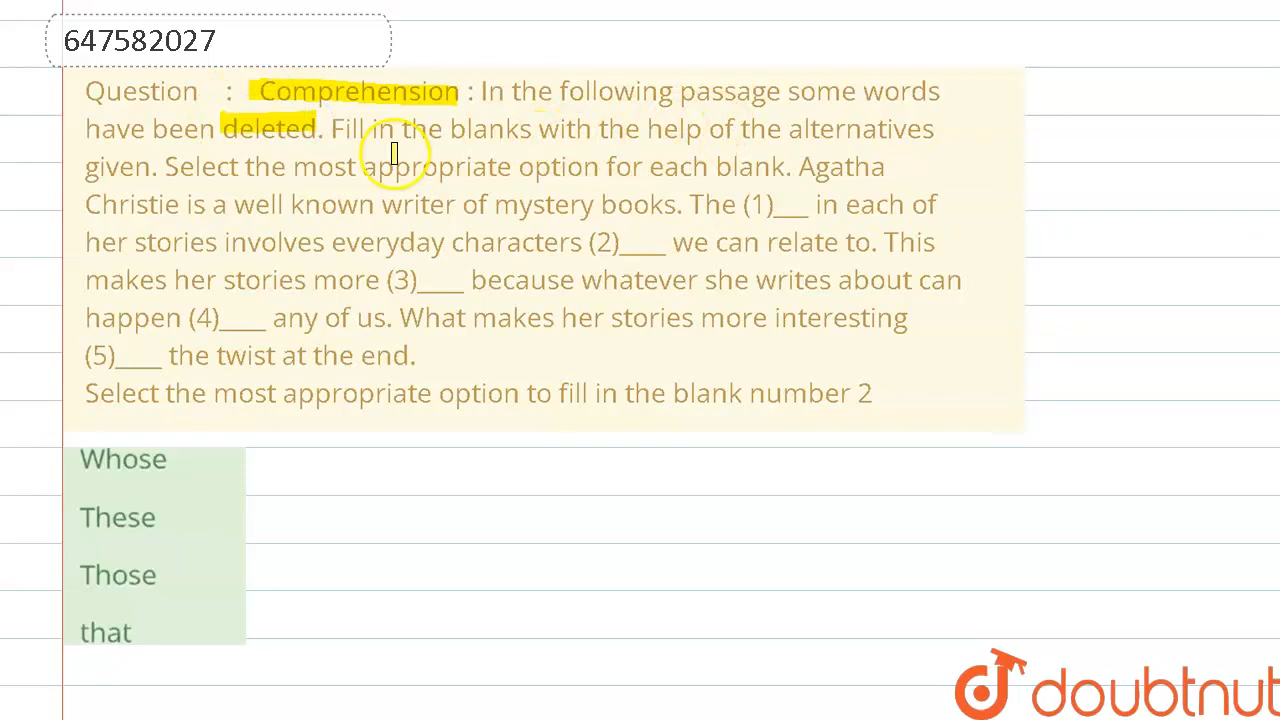 647582027
Question : Comprehension : In the following passage some words
have been deleted. Fill in the blanks with the help of the alternatives
given. Select the most appropriate option for each blank. Agatha
Christie is a well known writer of mystery books. The (1)___ in each of
her stories involves everyday characters (2)____ we can relate to. This
makes her stories more (3)____ because whatever she writes about can
happen (4)____ any of us. What makes her stories more interesting
(5)____ the twist at the end.
Select the most appropriate option to fill in the blank number 2
Whose
These
Those
that
doubtnut